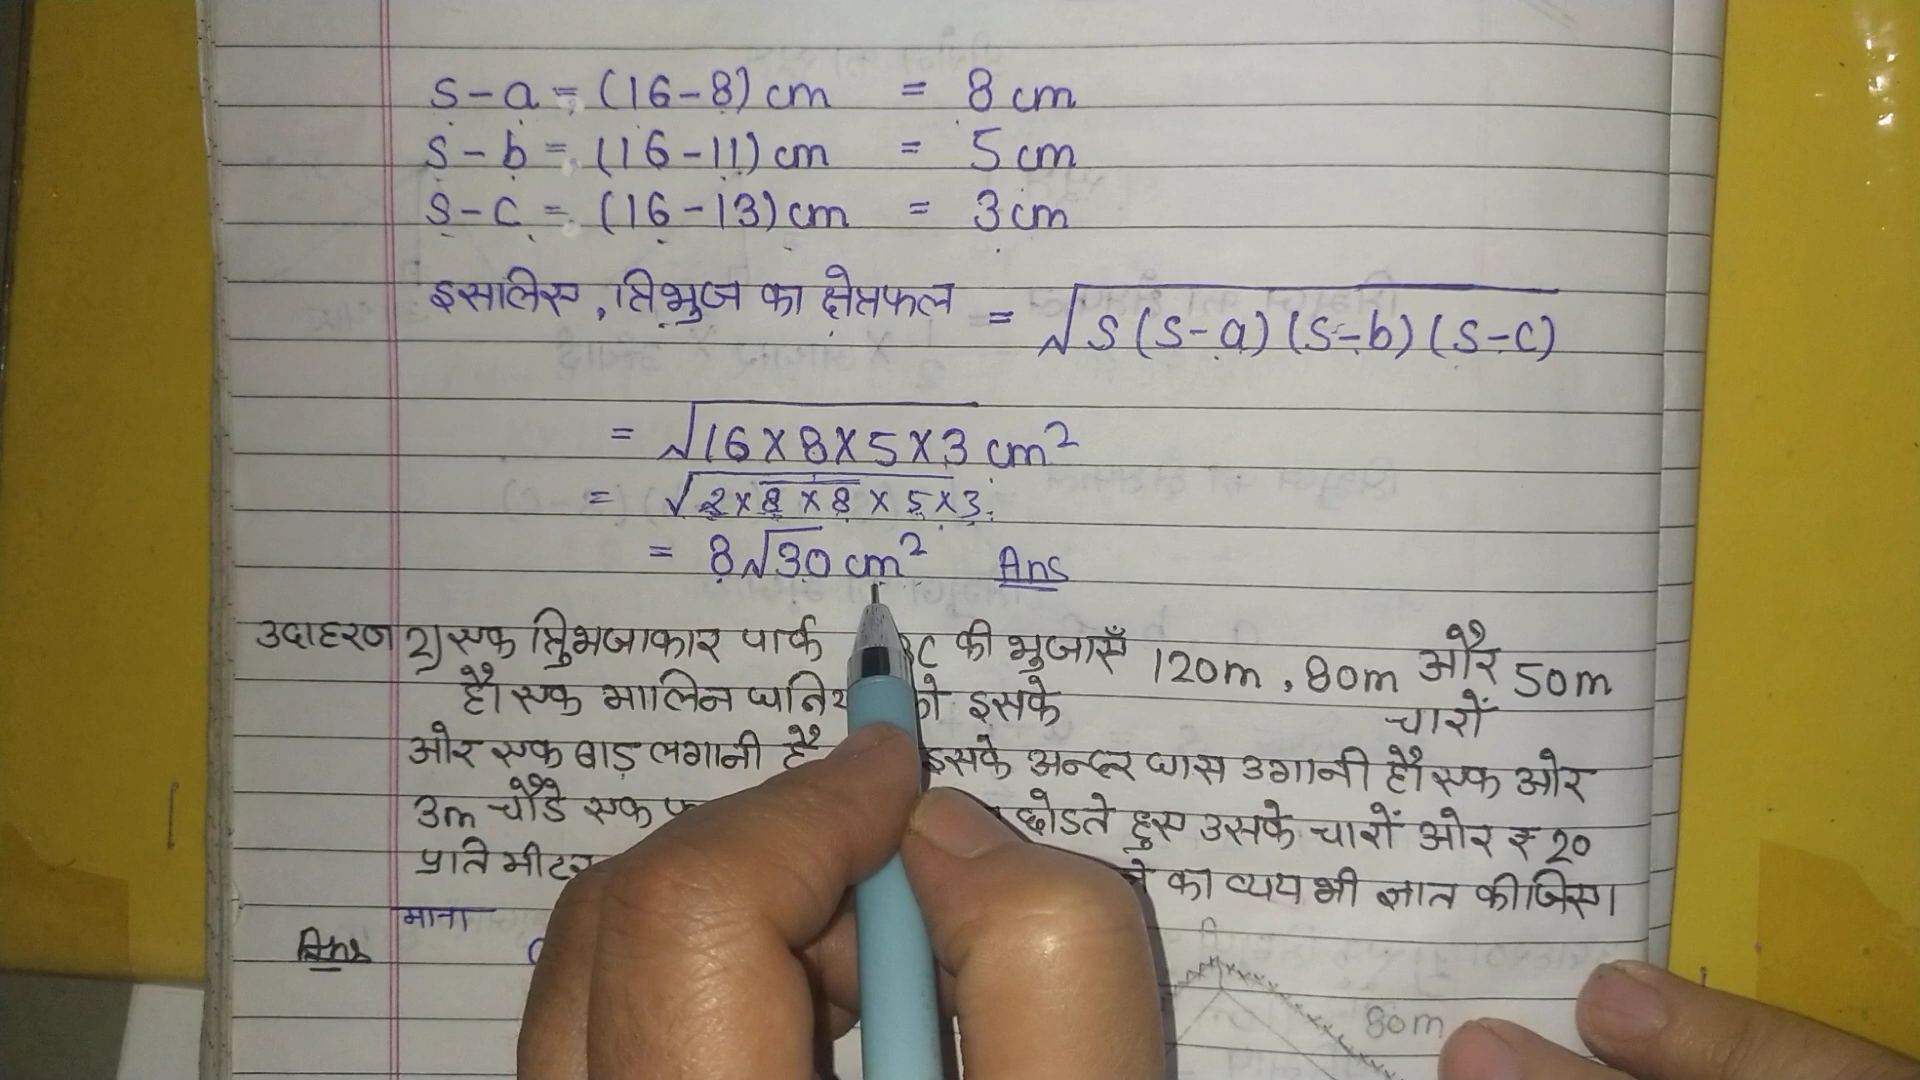 s-a = (16-8) cm = 8 cm
s-b = (16-11) cm = 5 cm
s-c = (16-13) cm = 3 cm
इसलिए, त्रिभुज का क्षेत्रफल = √s(s-a)(s-b)(s-c)
= √16×8×5×3 cm²
= √2×8×8×5×3
= 8√30 cm² Ans
उदाहरण 2) एक त्रिभुजाकार पार्क BC की भुजाएँ 120m, 80m और 50m
है। एक मालिन धनिय को इसके चारों
ओर एक बाड़ लगानी है इसके अन्दर घास उगानी है। एक ओर
3m चौड़े एक छोडते हुए उसके चारों ओर ₹ 20
प्रति मीटर का व्यय भी ज्ञात कीजिए।
माना
Ans
80m